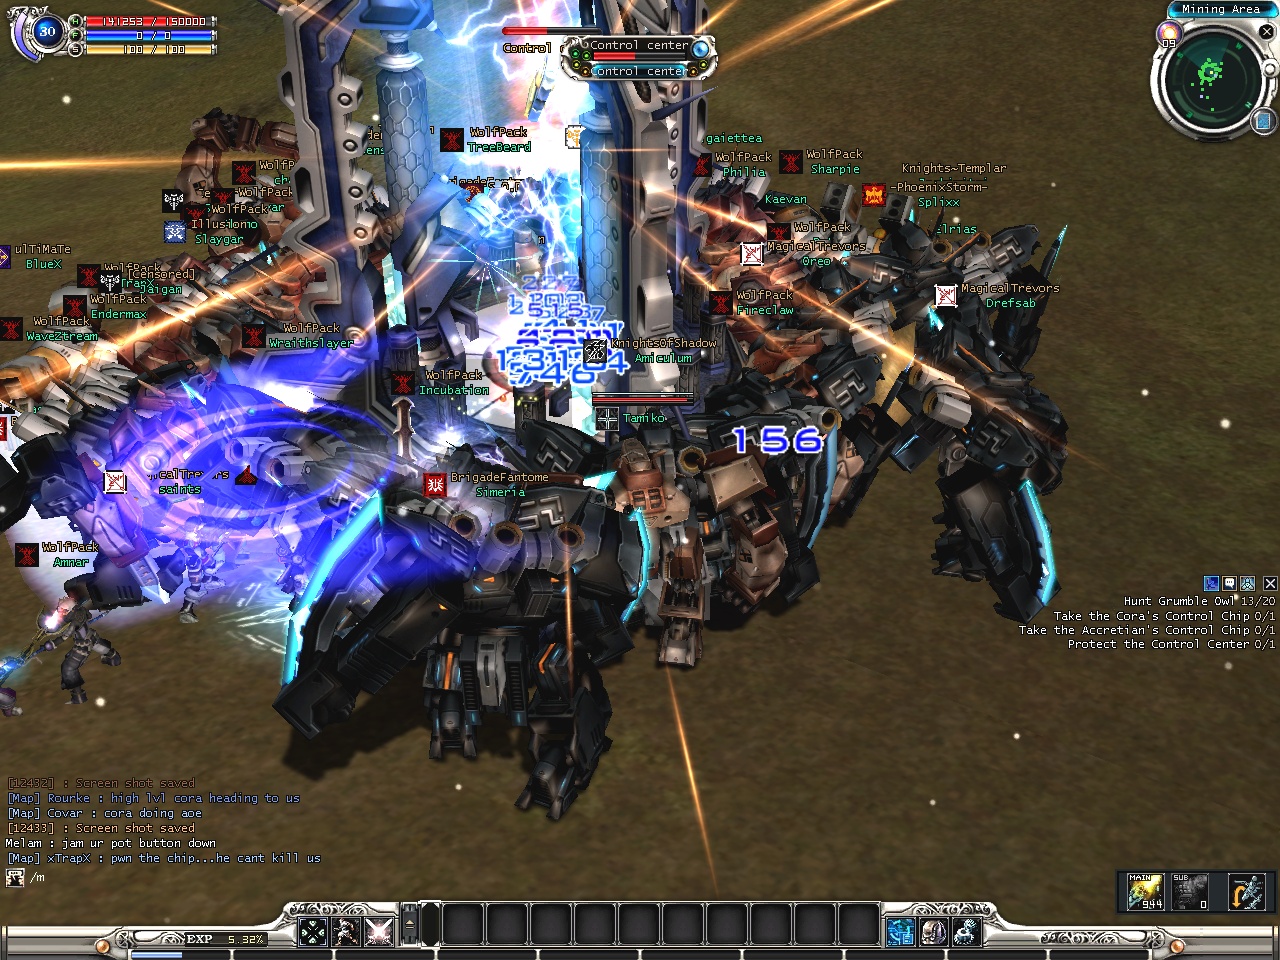 30
H 141253 / 150000
F 0 / 0
S 100 / 100
Control
Control center
Control center
Mining Area
09
WolfPack
TreeBeard
gaiettea
WolfPack
Philia
WolfPack
Sharpie
Knights~Templar
-PhoenixStorm-
Splixx
Kaevan
Elrias
WolfPack
MagicalTrevors
Oreo
MagicalTrevors
Drefsab
WolfPack
Fireclaw
WolfPack
Slaygar
ulTiMaTe
BlueX
WolfPack
[Censored]
TranX
Jaigan
WolfPack
Endermax
WolfPack
WaveZtream
WolfPack
Wraithslayer
KnightsOfShadow
Amiculum
WolfPack
Incubation
Tamiko
156
saints
BrigadeFantome
Simeria
WolfPack
Amnar
Hunt Grumble Owl 13/20
Take the Cora's Control Chip 0/1
Take the Accretian's Control Chip 0/1
Protect the Control Center 0/1
[12432] : Screen shot saved
[Map] Rourke : high lvl cora heading to us
[Map] Covar : cora doing aoe
[12433] : Screen shot saved
Melam : jam ur pot button down
[Map] xTrapX : pwn the chip...he cant kill us
/m
MAIN
944
SUB
0
EXP 5.32%